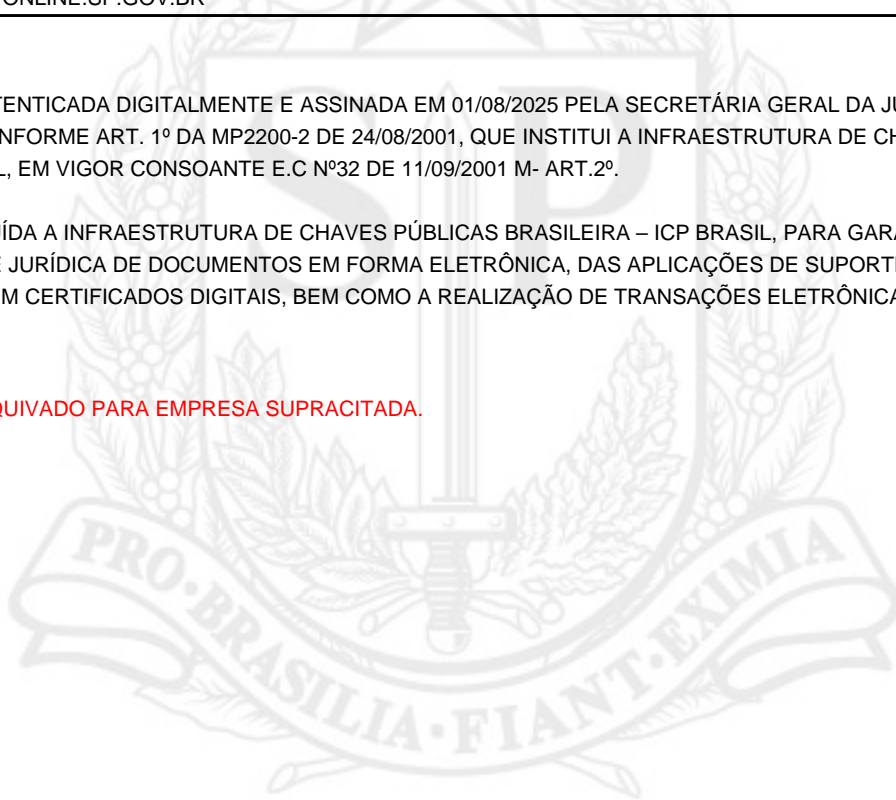 ONLINE.SP.GOV.BR
TENTICADA DIGITALMENTE E ASSINADA EM 01/08/2025 PELA SECRETÁRIA GERAL DA JU
NFORME ART. 1º DA MP2200-2 DE 24/08/2001, QUE INSTITUI A INFRAESTRUTURA DE CH
L, EM VIGOR CONSOANTE E.C Nº32 DE 11/09/2001 M- ART.2º.
ÍDA A INFRAESTRUTURA DE CHAVES PÚBLICAS BRASILEIRA – ICP BRASIL, PARA GARA
E JURÍDICA DE DOCUMENTOS EM FORMA ELETRÔNICA, DAS APLICAÇÕES DE SUPORTE
M CERTIFICADOS DIGITAIS, BEM COMO A REALIZAÇÃO DE TRANSAÇÕES ELETRÔNICA
QUIVADO PARA EMPRESA SUPRACITADA.
SP
PRO·BRASILIA·FIANT·EXIMIA